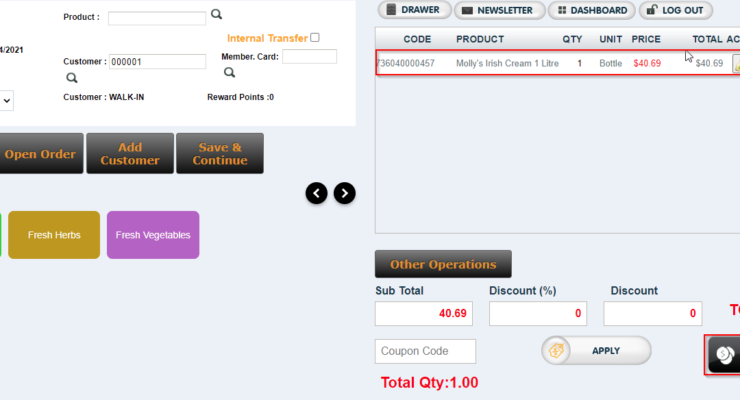 Product :
4/2021
Internal Transfer
Customer : 000001
Member. Card:
Customer : WALK-IN
Reward Points :0
Open Order
Add Customer
Save & Continue
Fresh Herbs
Fresh Vegetables
DRAWER
NEWSLETTER
DASHBOARD
LOG OUT
CODE PRODUCT QTY UNIT PRICE TOTAL AC
736040000457 Molly's Irish Cream 1 Litre 1 Bottle $40.69 $40.69
Other Operations
Sub Total Discount (%) Discount
40.69 0 0
Coupon Code
APPLY
Total Qty:1.00